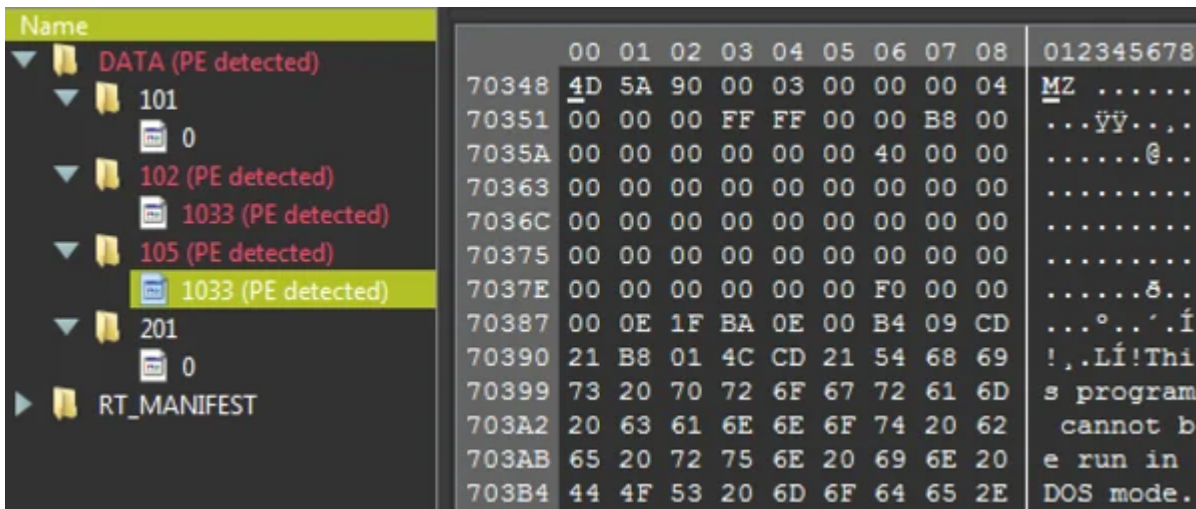 Name
DATA (PE detected)
101
0
102 (PE detected)
1033 (PE detected)
105 (PE detected)
1033 (PE detected)
201
0
RT_MANIFEST
00 01 02 03 04 05 06 07 08 012345678
70348 4D 5A 90 00 03 00 00 00 04 MZ ......
70351 00 00 00 FF FF 00 00 B8 00 ...ÿÿ..¸.
7035A 00 00 00 00 00 00 40 00 00 ......@..
70363 00 00 00 00 00 00 00 00 00 .........
7036C 00 00 00 00 00 00 00 00 00 .........
70375 00 00 00 00 00 00 00 00 00 .........
7037E 00 00 00 00 00 00 F0 00 00 ......ð..
70387 00 0E 1F BA 0E 00 B4 09 CD ...º..´.Í
70390 21 B8 01 4C CD 21 54 68 69 !¸.LÍ!Thi
70399 73 20 70 72 6F 67 72 61 6D s program
703A2 20 63 61 6E 6E 6F 74 20 62 cannot b
703AB 65 20 72 75 6E 20 69 6E 20 e run in
703B4 44 4F 53 20 6D 6F 64 65 2E DOS mode.